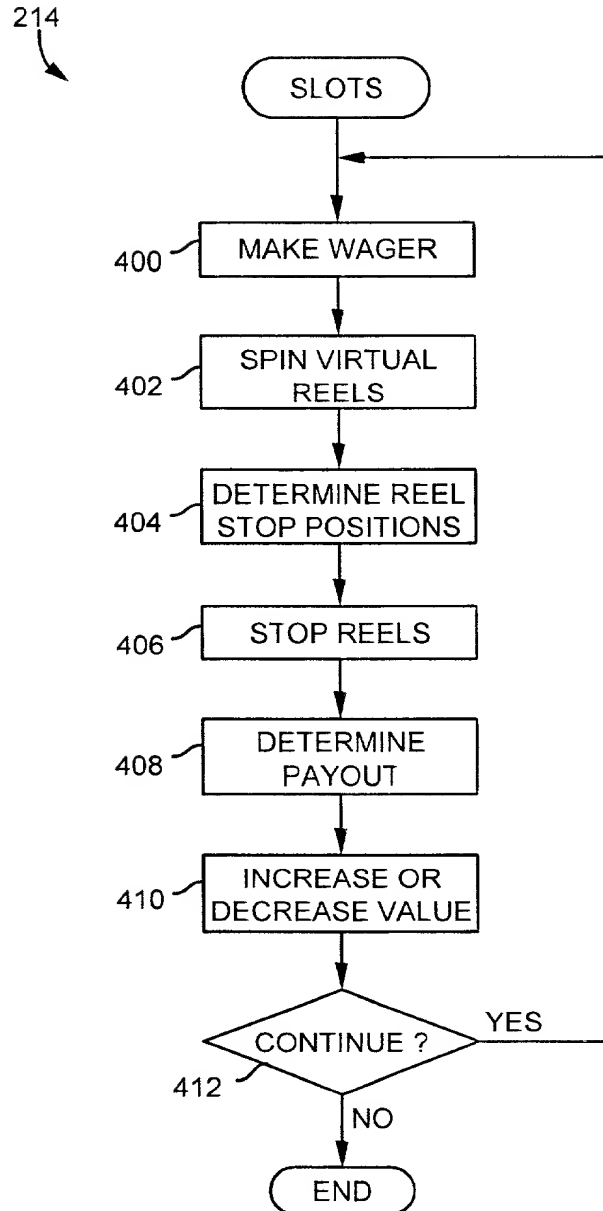 214
SLOTS
400
MAKE WAGER
402
SPIN VIRTUAL
REELS
404
DETERMINE REEL
STOP POSITIONS
406
STOP REELS
408
DETERMINE
PAYOUT
410
INCREASE OR
DECREASE VALUE
CONTINUE ?
YES
412
NO
END